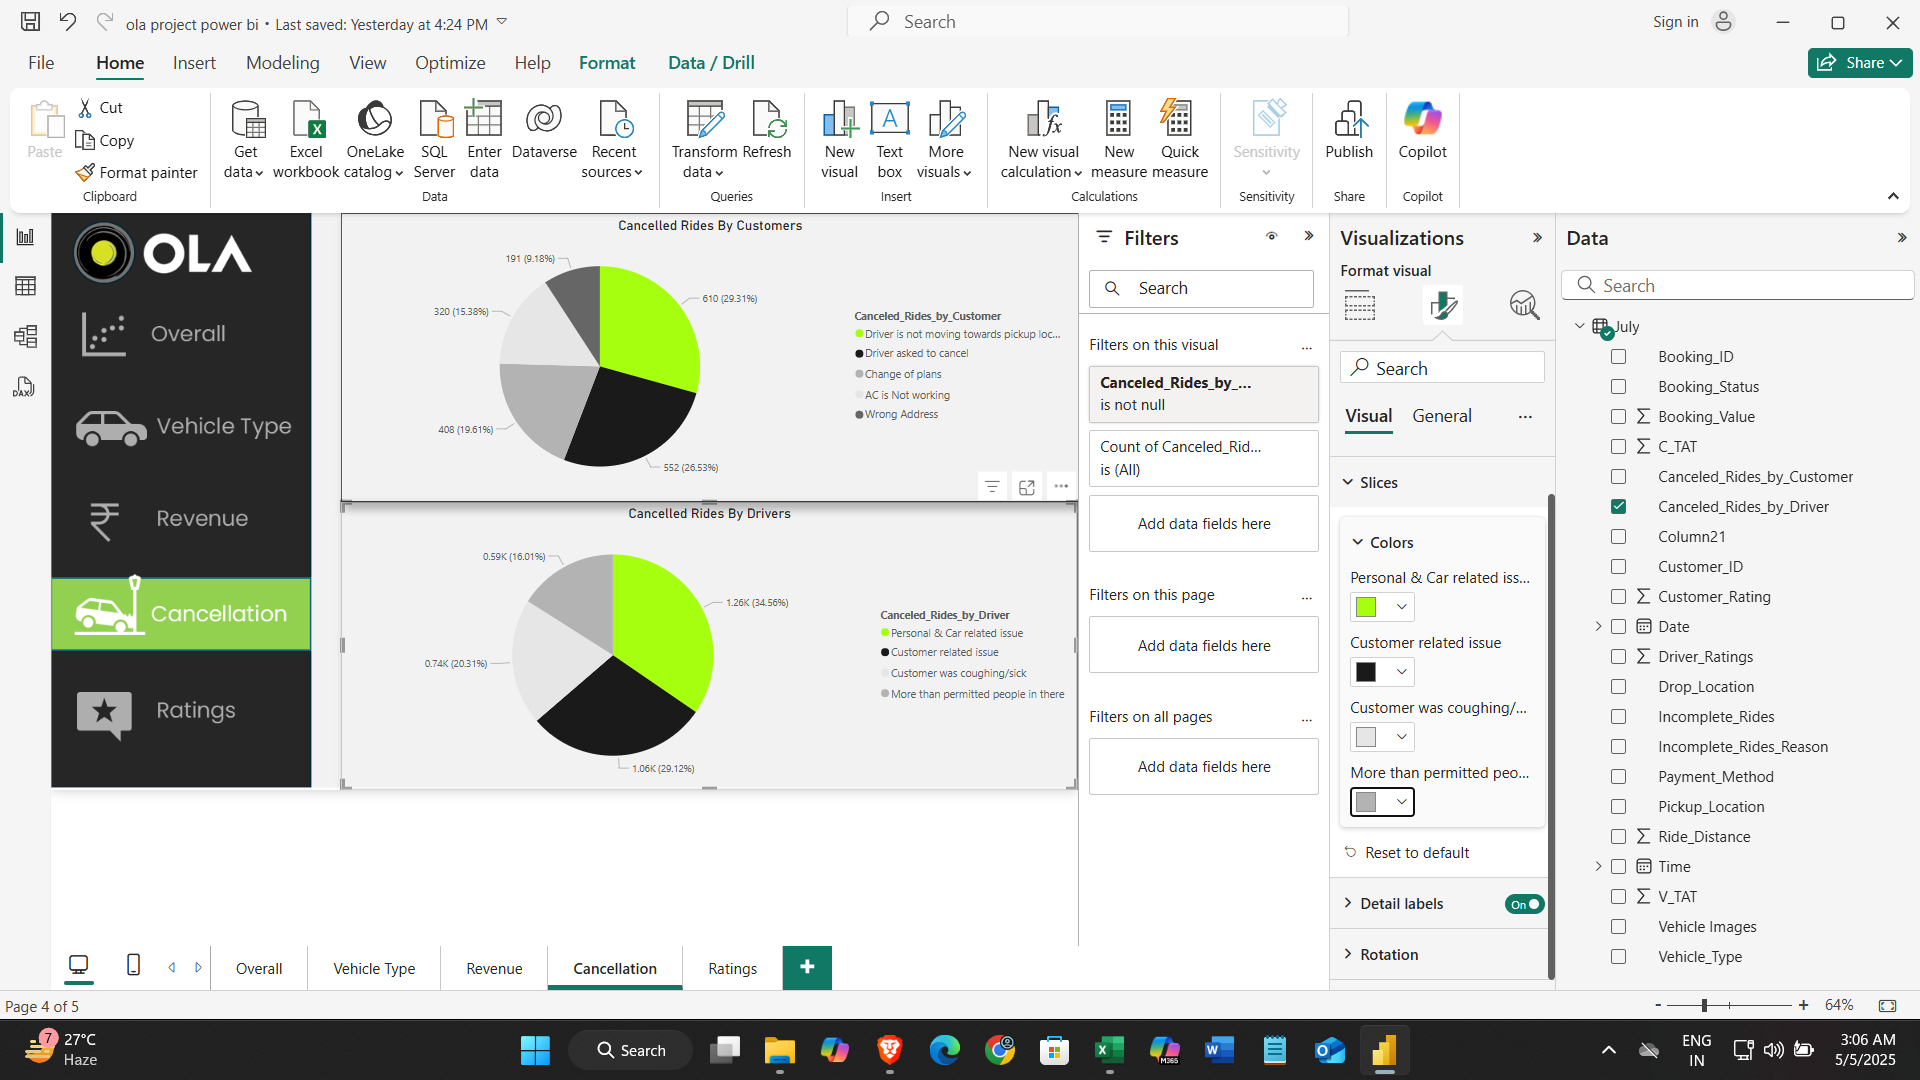 ola project power bi • Last saved: Yesterday at 4:24 PM
Search
Sign in
File
Home
Insert
Modeling
View
Optimize
Help
Format
Data / Drill
Share
Paste
Cut
Copy
Format painter
Clipboard
Get data
Excel workbook
OneLake catalog
SQL Server
Enter data
Dataverse
Recent sources
Data
Transform data
Refresh
Queries
New visual
A
Text box
More visuals
Insert
New visual calculation
New measure
Quick measure
Calculations
Sensitivity
Sensitivity
Publish
Share
Copilot
Copilot
DAX
OLA
Overall
Vehicle Type
Revenue
Cancellation
Ratings
Cancelled Rides By Customers
191 (9.18%)
610 (29.31%)
320 (15.38%)
408 (19.61%)
552 (26.53%)
Canceled_Rides_by_Customer
Driver is not moving towards pickup loc...
Driver asked to cancel
Change of plans
AC is Not working
Wrong Address
Cancelled Rides By Drivers
0.59K (16.01%)
1.26K (34.56%)
0.74K (20.31%)
1.06K (29.12%)
Canceled_Rides_by_Driver
Personal & Car related issue
Customer related issue
Customer was coughing/sick
More than permitted people in there
Filters
Search
Filters on this visual
Canceled_Rides_by_...
is not null
Count of Canceled_Rid...
is (All)
Add data fields here
Filters on this page
Add data fields here
Filters on all pages
Add data fields here
Visualizations
Format visual
Search
Visual
General
Slices
Colors
Personal & Car related iss...
Customer related issue
Customer was coughing/...
More than permitted peo...
Reset to default
Detail labels
On
Rotation
Data
Search
July
Booking_ID
Booking_Status
Booking_Value
C_TAT
Canceled_Rides_by_Customer
Canceled_Rides_by_Driver
Column21
Customer_ID
Customer_Rating
Date
Driver_Ratings
Drop_Location
Incomplete_Rides
Incomplete_Rides_Reason
Payment_Method
Pickup_Location
Ride_Distance
Time
V_TAT
Vehicle Images
Vehicle_Type
Overall
Vehicle Type
Revenue
Cancellation
Ratings
Page 4 of 5
64%
7
27°C
Haze
Search
M365
ENG
IN
3:06 AM
5/5/2025